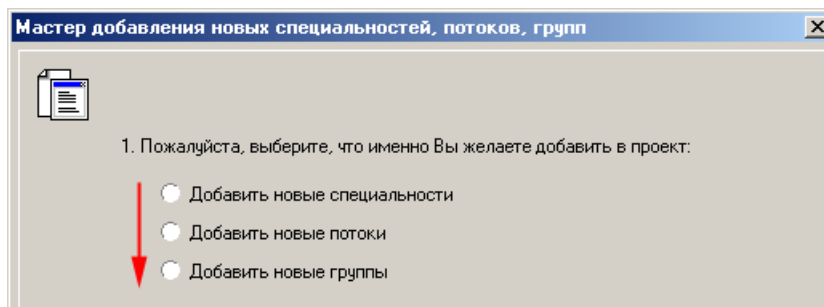 Мастер добавления новых специальностей, потоков, групп
1. Пожалуйста, выберите, что именно Вы желаете добавить в проект:
Добавить новые специальности
Добавить новые потоки
Добавить новые группы